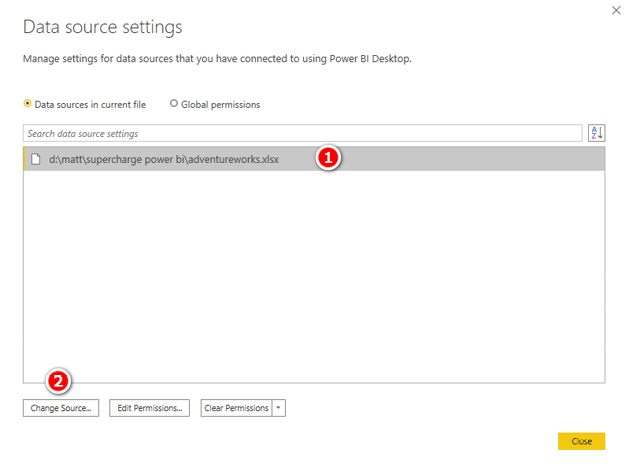 Data source settings
Manage settings for data sources that you have connected to using Power BI Desktop.
Data sources in current file
Global permissions
Search data source settings
A
Z
d:\matt\supercharge power bi\adventureworks.xlsx
1
2
Change Source...
Edit Permissions...
Clear Permissions
Close